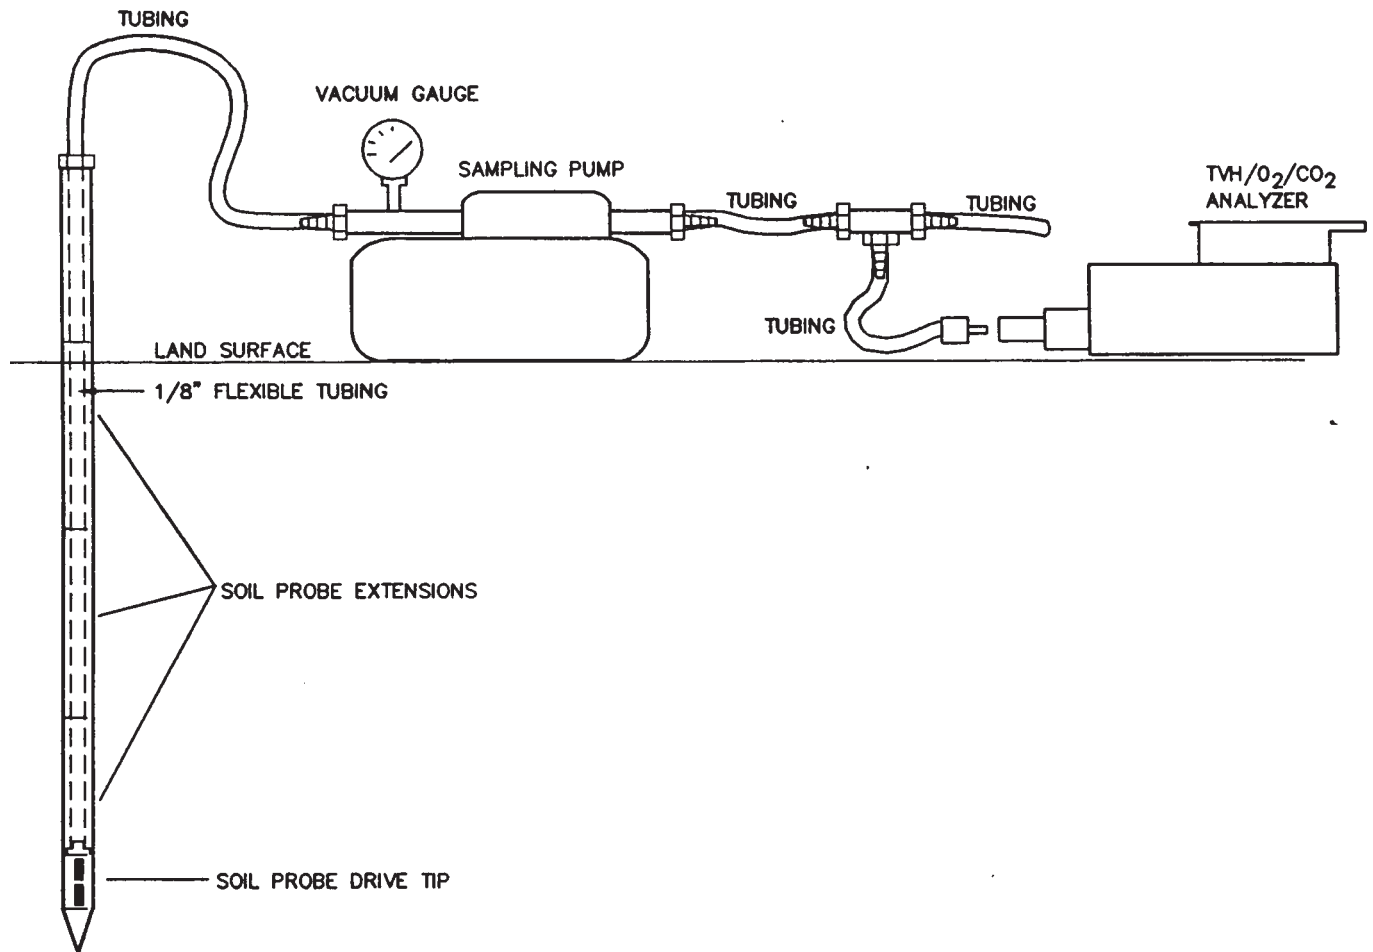 TUBING
VACUUM GAUGE
SAMPLING PUMP
TUBING
TUBING
TVH/O₂/CO₂
ANALYZER
TUBING
LAND SURFACE
1/8" FLEXIBLE TUBING
SOIL PROBE EXTENSIONS
SOIL PROBE DRIVE TIP